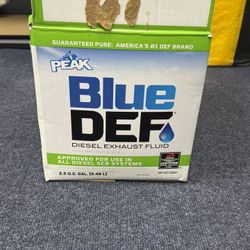 GUARANTEED PURE: AMERICA'S #1 DEF BRAND
PEAK
Blue
DEF
DIESEL EXHAUST FLUID
APPROVED FOR USE IN
ALL DIESEL SCR SYSTEMS
2.5 U.S. GAL (9.46 L)